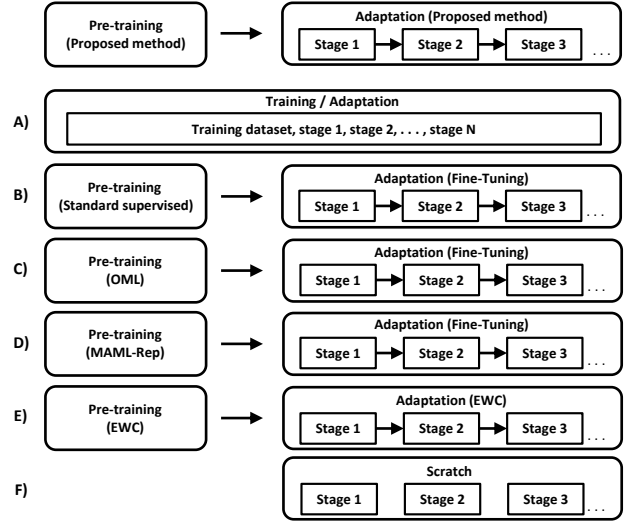 Pre-training
(Proposed method)
Adaptation (Proposed method)
Stage 1 Stage 2 Stage 3 . . .
A)
Training / Adaptation
Training dataset, stage 1, stage 2, . . . , stage N
B)
Pre-training
(Standard supervised)
Adaptation (Fine-Tuning)
Stage 1 Stage 2 Stage 3 . . .
C)
Pre-training
(OML)
Adaptation (Fine-Tuning)
Stage 1 Stage 2 Stage 3 . . .
D)
Pre-training
(MAML-Rep)
Adaptation (Fine-Tuning)
Stage 1 Stage 2 Stage 3 . . .
E)
Pre-training
(EWC)
Adaptation (EWC)
Stage 1 Stage 2 Stage 3 . . .
F)
Scratch
Stage 1 Stage 2 Stage 3 . . .